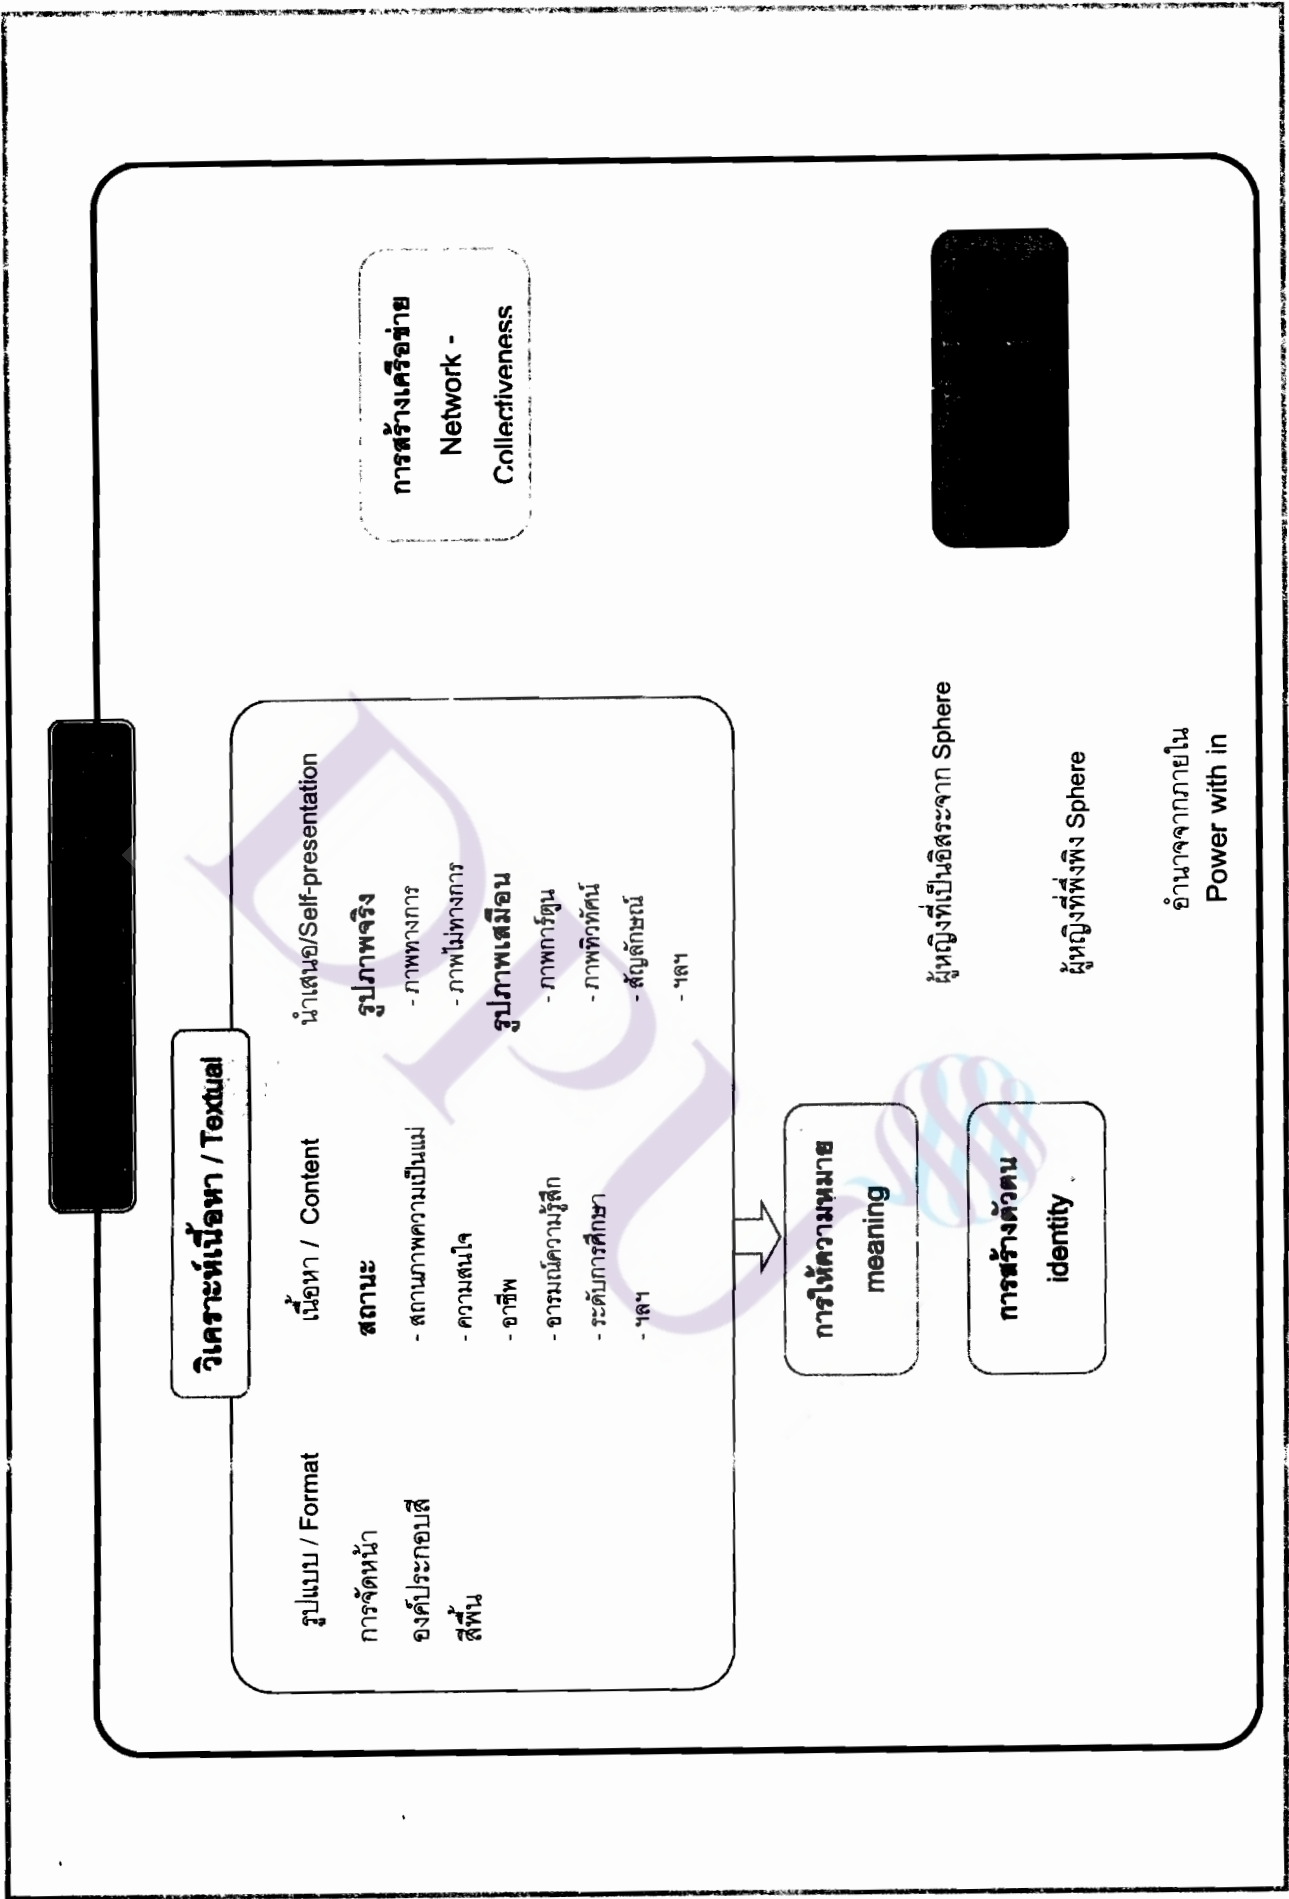 วิเคราะห์เนื้อหา / Textual
รูปแบบ / Format
การจัดหน้า
องค์ประกอบสี
สีพื้น
เนื้อหา / Content
สถานะ
- สถานภาพความเป็นแม่
- ความสนใจ
- อาชีพ
- อารมณ์ความรู้สึก
- ระดับการศึกษา
- ฯลฯ
นำเสนอ/Self-presentation
รูปภาพจริง
- ภาพทางการ
- ภาพไม่ทางการ
รูปภาพเสมือน
- ภาพการ์ตูน
- ภาพทิวทัศน์
- สัญลักษณ์
- ฯลฯ
การสร้างเครือข่าย
Network -
Collectiveness
การให้ความหมาย
meaning
การสร้างตัวตน
identity
ผู้หญิงที่เป็นอิสระจาก Sphere
ผู้หญิงที่พึ่งพิง Sphere
อำนาจจากภายใน
Power with in
DPU